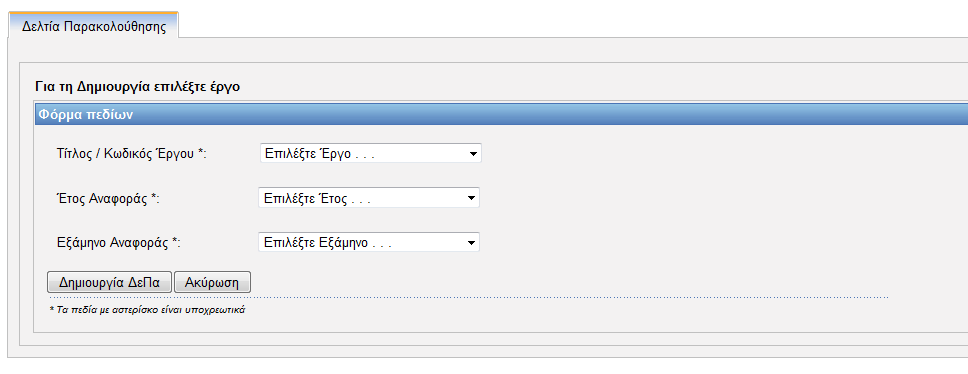 Δελτία Παρακολούθησης
Για τη Δημιουργία επιλέξτε έργο
Φόρμα πεδίων
Τίτλος / Κωδικός Έργου *: Επιλέξτε Έργο . . .
Έτος Αναφοράς *: Επιλέξτε Έτος . . .
Εξάμηνο Αναφοράς *: Επιλέξτε Εξάμηνο . . .
Δημιουργία ΔεΠα Ακύρωση
* Τα πεδία με αστερίσκο είναι υποχρεωτικά